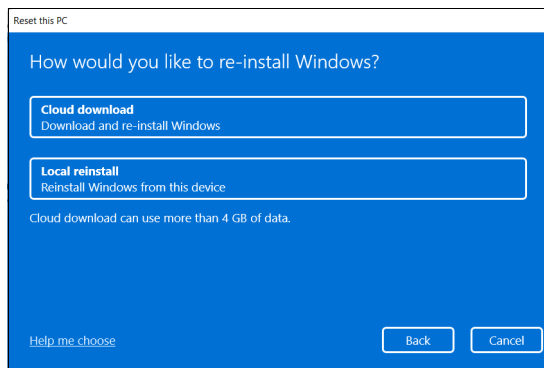 Reset this PC
How would you like to re-install Windows?
Cloud download
Download and re-install Windows
Local reinstall
Reinstall Windows from this device
Cloud download can use more than 4 GB of data.
Help me choose
Back
Cancel